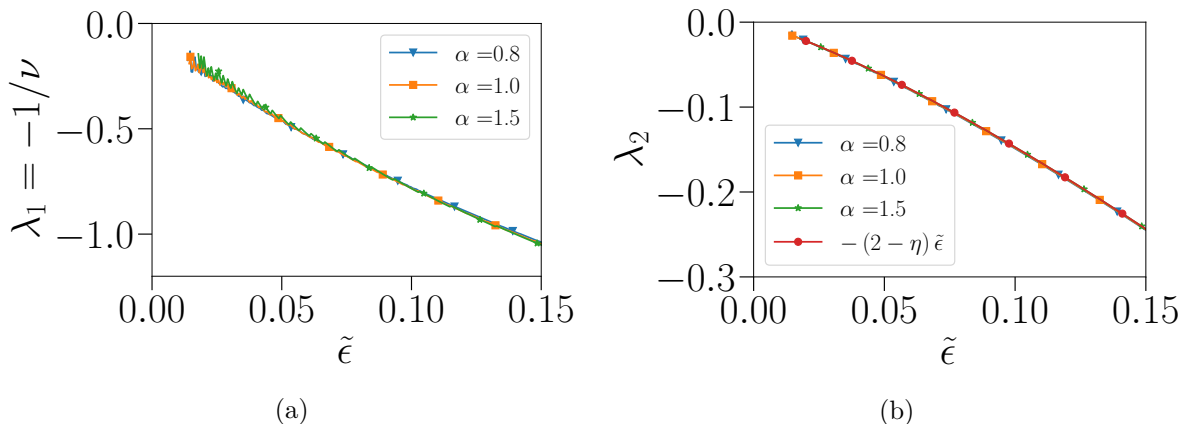 0.0
−0.5
−1.0
λ₁ = −1/ν
α =0.8
α =1.0
α =1.5
0.00 0.05 0.10 0.15
ϵ̃
(a)
0.0
−0.1
−0.2
−0.3
λ₂
α =0.8
α =1.0
α =1.5
− (2 − η) ϵ̃
0.00 0.05 0.10 0.15
ϵ̃
(b)